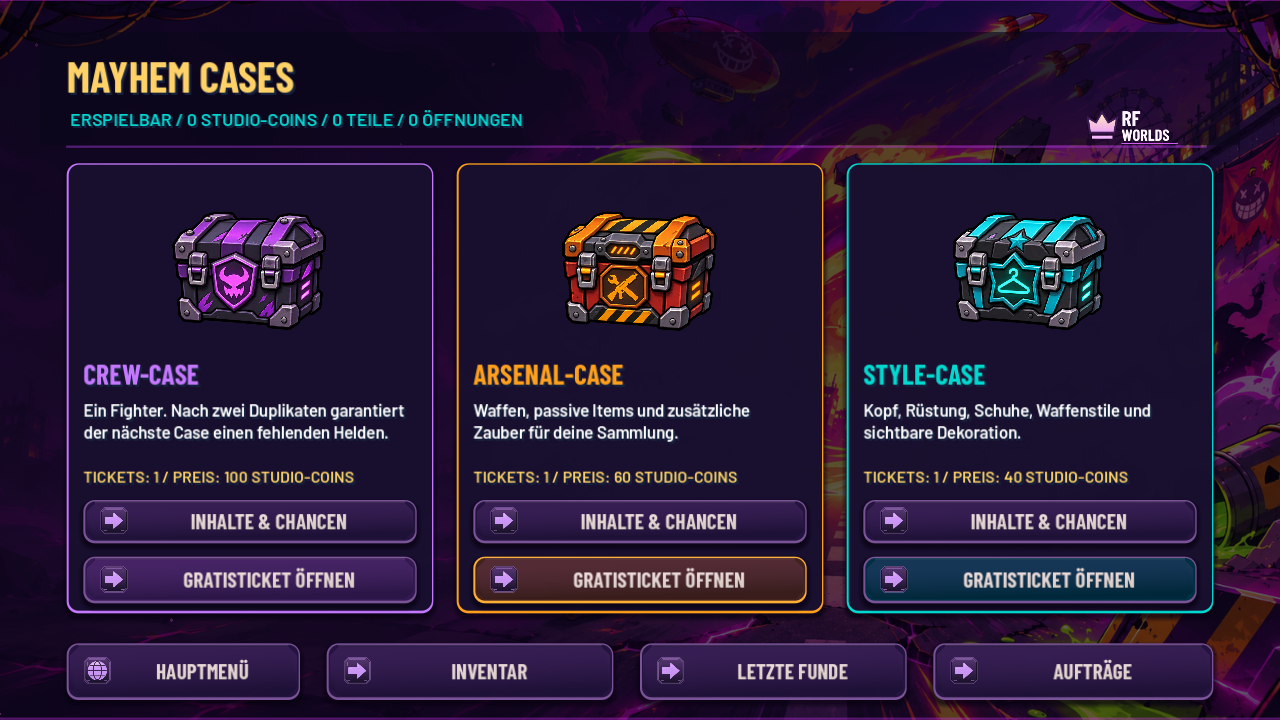 MAYHEM CASES
ERSPIELBAR / 0 STUDIO-COINS / 0 TEILE / 0 ÖFFNUNGEN
RF
WORLDS
CREW-CASE
Ein Fighter. Nach zwei Duplikaten garantiert
der nächste Case einen fehlenden Helden.
TICKETS: 1 / PREIS: 100 STUDIO-COINS
INHALTE & CHANCEN
GRATISTICKET ÖFFNEN
ARSENAL-CASE
Waffen, passive Items und zusätzliche
Zauber für deine Sammlung.
TICKETS: 1 / PREIS: 60 STUDIO-COINS
INHALTE & CHANCEN
GRATISTICKET ÖFFNEN
STYLE-CASE
Kopf, Rüstung, Schuhe, Waffenstile und
sichtbare Dekoration.
TICKETS: 1 / PREIS: 40 STUDIO-COINS
INHALTE & CHANCEN
GRATISTICKET ÖFFNEN
HAUPTMENÜ
INVENTAR
LETZTE FUNDE
AUFTRÄGE